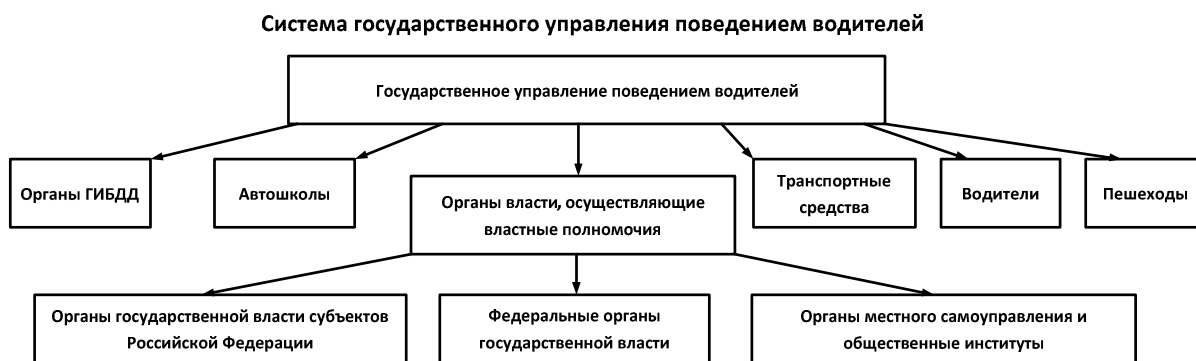 Система государственного управления поведением водителей
Государственное управление поведением водителей
Органы ГИБДД
Автошколы
Органы власти, осуществляющие
властные полномочия
Транспортные
средства
Водители
Пешеходы
Органы государственной власти субъектов
Российской Федерации
Федеральные органы
государственной власти
Органы местного самоуправления и
общественные институты